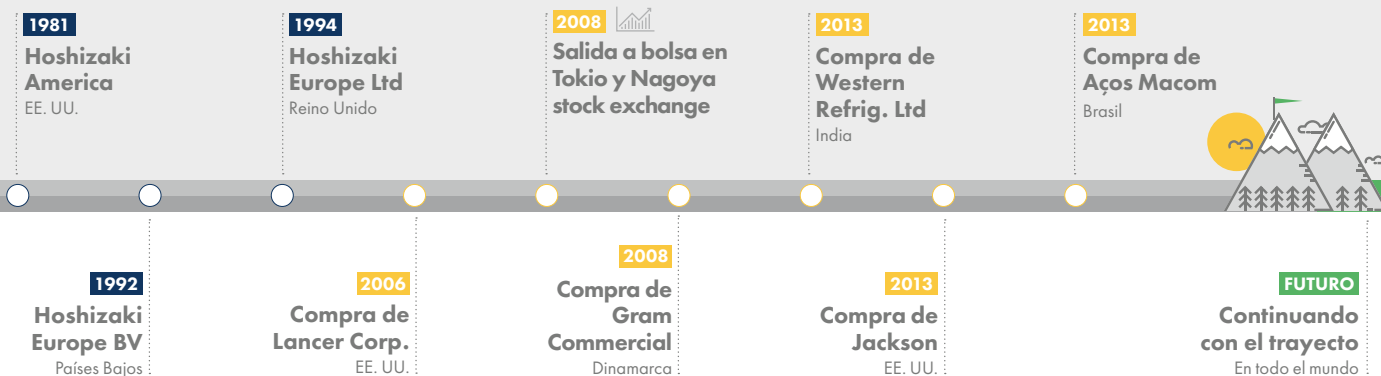 1981
Hoshizaki
America
EE. UU.
1992
Hoshizaki
Europe BV
Países Bajos
1994
Hoshizaki
Europe Ltd
Reino Unido
2006
Compra de
Lancer Corp.
EE. UU.
2008
Salida a bolsa en
Tokio y Nagoya
stock exchange
2008
Compra de
Gram
Commercial
Dinamarca
2013
Compra de
Western
Refrig. Ltd
India
2013
Compra de
Jackson
EE. UU.
2013
Compra de
Aços Macom
Brasil
FUTURO
Continuando
con el trayecto
En todo el mundo